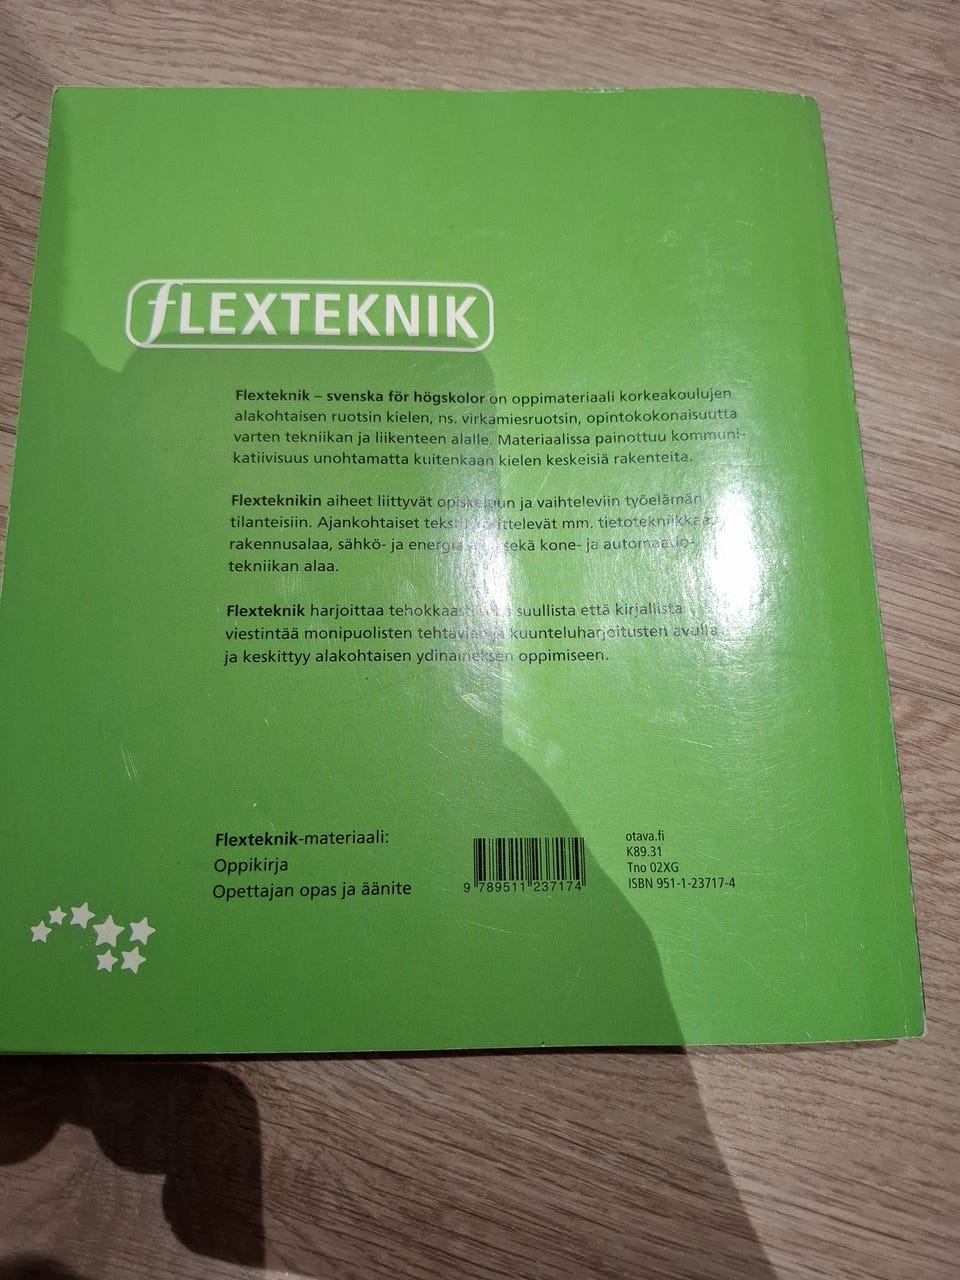 fLEXTEKNIK
Flexteknik – svenska för högskolor on oppimateriaali korkeakoulujen
alakohtaisen ruotsin kielen, ns. virkamiesruotsin, opintokokonaisuutta
varten tekniikan ja liikenteen alalle. Materiaalissa painottuu kommuni-
katiivisuus unohtamatta kuitenkaan kielen keskeisiä rakenteita.
Flexteknikin aiheet liittyvät opiskeluun ja vaihteleviin työelämän
tilanteisiin. Ajankohtaiset tekstit käsittelevät mm. tietotekniikkaa,
rakennusalaa, sähkö- ja sekä kone- ja automaatio-
tekniikan alaa.
Flexteknik harjoittaa tehokkaasti suullista että kirjallista
viestintää monipuolisten tehtävien ja kuunteluharjoitusten avulla
ja keskittyy alakohtaisen ydinaineksen oppimiseen.
Flexteknik-materiaali:
Oppikirja
Opettajan opas ja äänite
9 789511 237174
otava.fi
K89.31
Tno 02XG
ISBN 951-1-23717-4